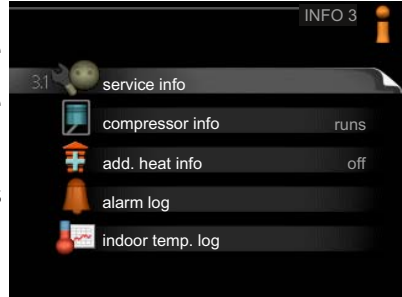 INFO 3
3.1 service info
compressor info runs
add. heat info off
alarm log
indoor temp. log